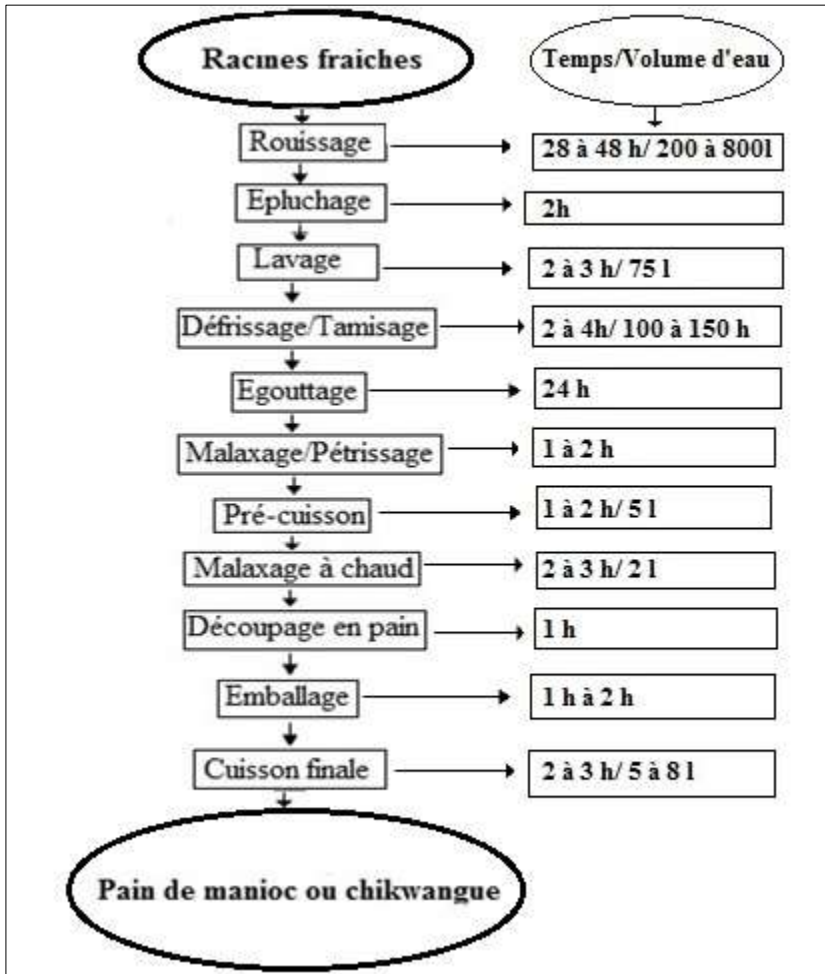 Racines fraiches
Temps/Volume d'eau
Rouissage
28 à 48 h/ 200 à 800l
Epluchage
2h
Lavage
2 à 3 h/ 75 l
Défrissage/Tamisage
2 à 4h/ 100 à 150 h
Egouttage
24 h
Malaxage/Pétrissage
1 à 2 h
Pré-cuisson
1 à 2 h/ 5 l
Malaxage à chaud
2 à 3 h/ 2 l
Découpage en pain
1 h
Emballage
1 h à 2 h
Cuisson finale
2 à 3 h/ 5 à 8 l
Pain de manioc ou chikwangue